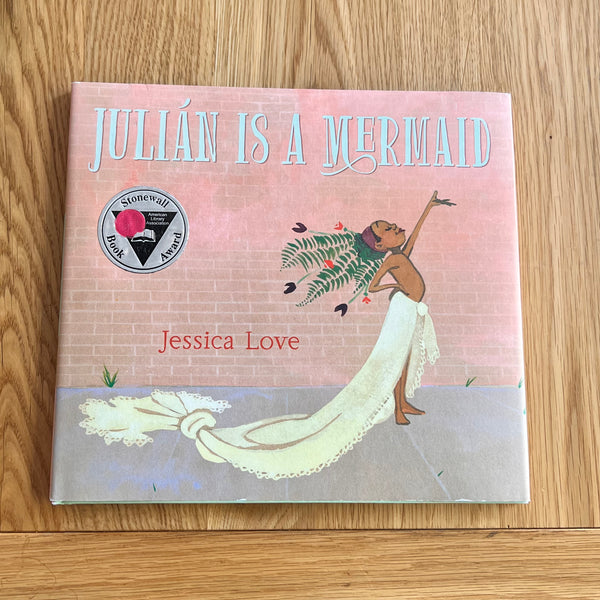 JULIÁN IS A MERMAID
Stonewall
American
Library
Association
Book
Award
Jessica Love